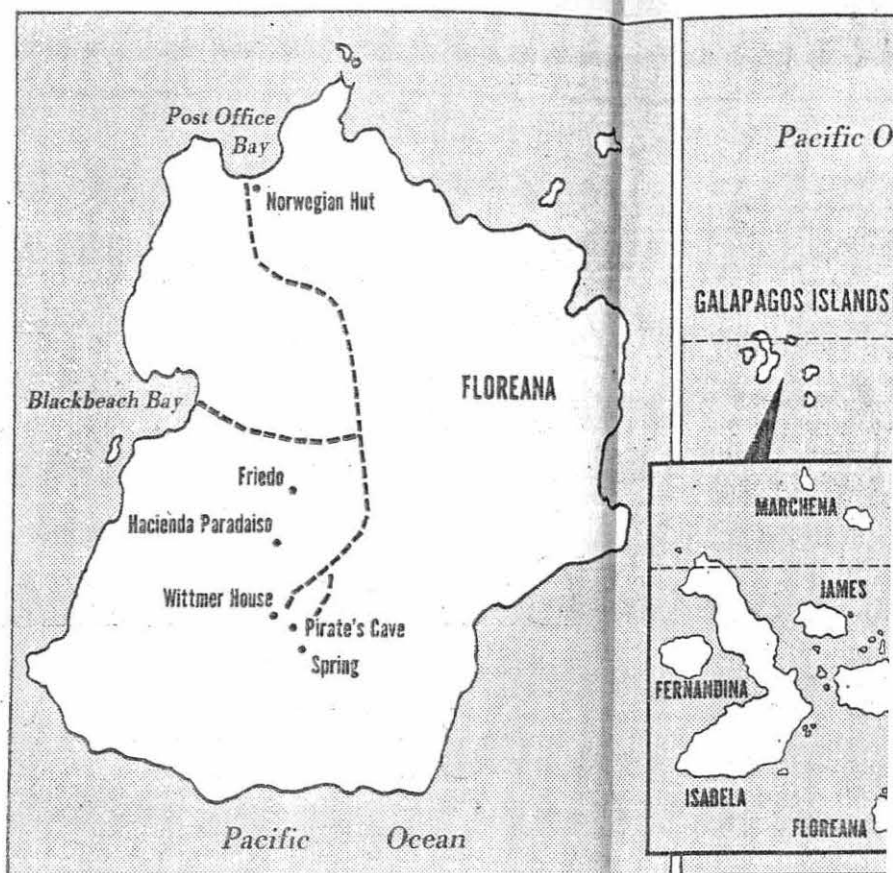 Post Office
Bay
Norwegian Hut
Blackbeach Bay
FLOREANA
Friedo
Hacienda Paradaiso
Wittmer House
Pirate's Cave
Spring
Pacific Ocean
Pacific O
GALAPAGOS ISLANDS
MARCHENA
JAMES
FERNANDINA
ISABELA
FLOREANA